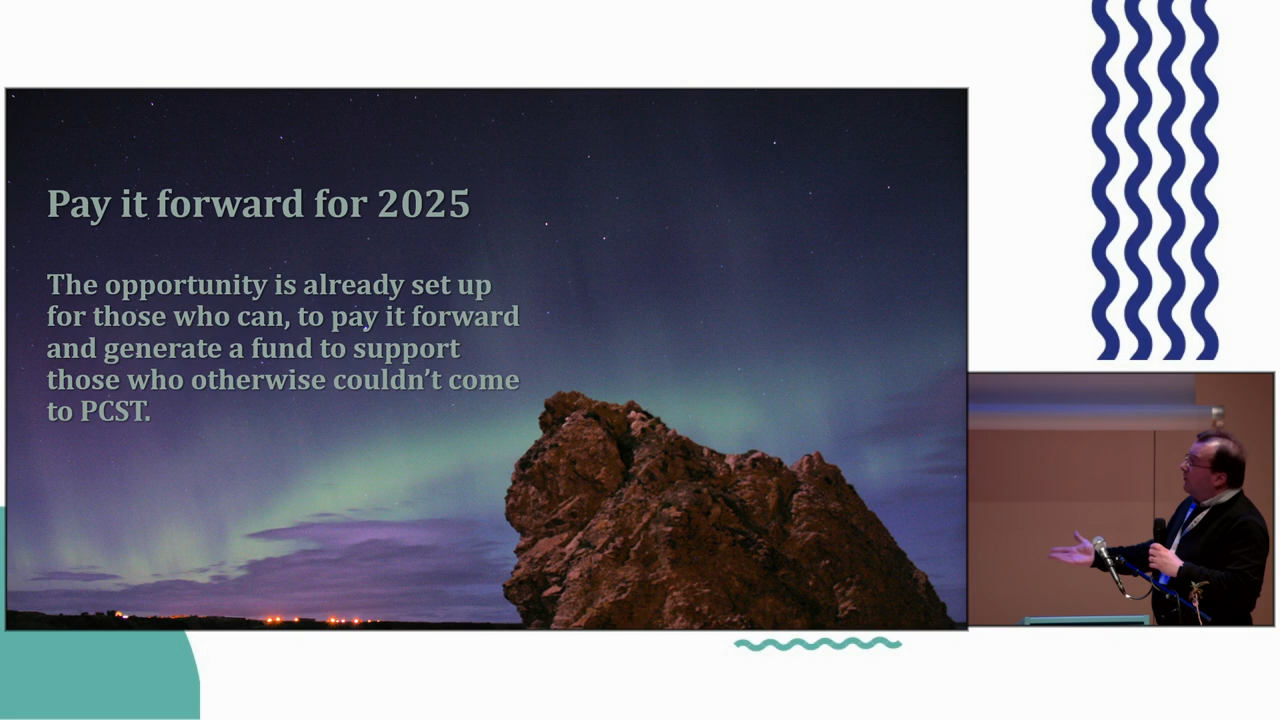 Pay it forward for 2025
The opportunity is already set up
for those who can, to pay it forward
and generate a fund to support
those who otherwise couldn’t come
to PCST.